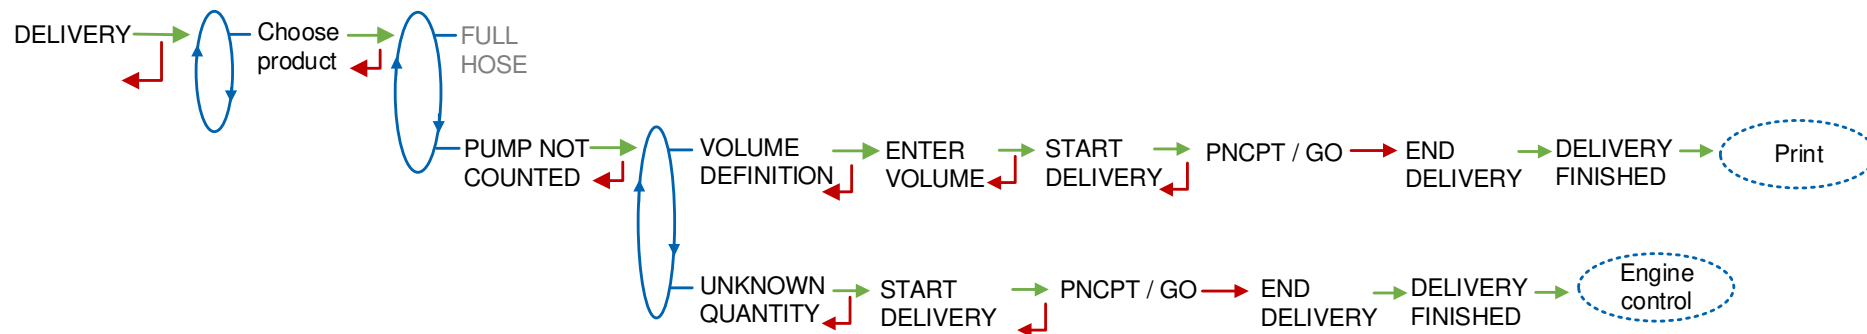 DELIVERY
Choose
product
FULL
HOSE
PUMP NOT
COUNTED
VOLUME
DEFINITION
ENTER
VOLUME
START
DELIVERY
PNCPT / GO
END
DELIVERY
DELIVERY
FINISHED
Print
UNKNOWN
QUANTITY
START
DELIVERY
PNCPT / GO
END
DELIVERY
DELIVERY
FINISHED
Engine
control